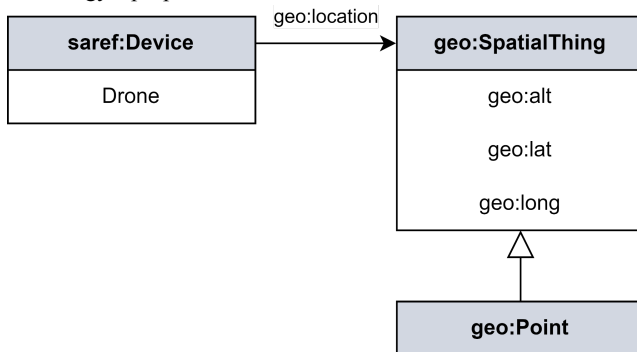 geo:location
saref:Device
geo:SpatialThing
Drone
geo:alt
geo:lat
geo:long
geo:Point